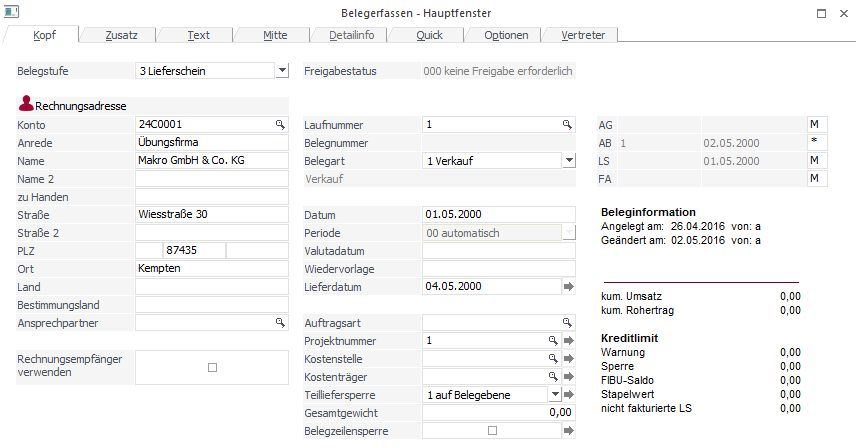 Belegerfassen - Hauptfenster
Kopf Zusatz Text Mitte Detailinfo Quick Optionen Vertreter
Belegstufe 3 Lieferschein Freigabestatus 000 keine Freigabe erforderlich
Rechnungsadresse
Konto 24C0001 Laufnummer 1 AG M
Anrede Übungsfirma Belegnummer AB 1 02.05.2000 *
Name Makro GmbH & Co. KG Belegart 1 Verkauf LS 01.05.2000 M
Name 2 Verkauf FA M
zu Handen
Straße Wiesstraße 30 Datum 01.05.2000 Beleginformation
Straße 2 Periode 00 automatisch Angelegt am: 26.04.2016 von: a
PLZ 87435 Valutadatum Geändert am: 02.05.2016 von: a
Ort Kempten Wiedervorlage
Land Lieferdatum 04.05.2000
Bestimmungsland kum. Umsatz 0,00
Ansprechpartner Auftragsart kum. Rohertrag 0,00
Projektnummer 1 Kreditlimit
Rechnungsempfänger verwenden Kostenstelle Warnung 0,00
Kostenträger Sperre 0,00
Teilliefersperre 1 auf Belegebene FIBU-Saldo 0,00
Gesamtgewicht 0,00 Stapelwert 0,00
Belegzeilensperre nicht fakturierte LS 0,00